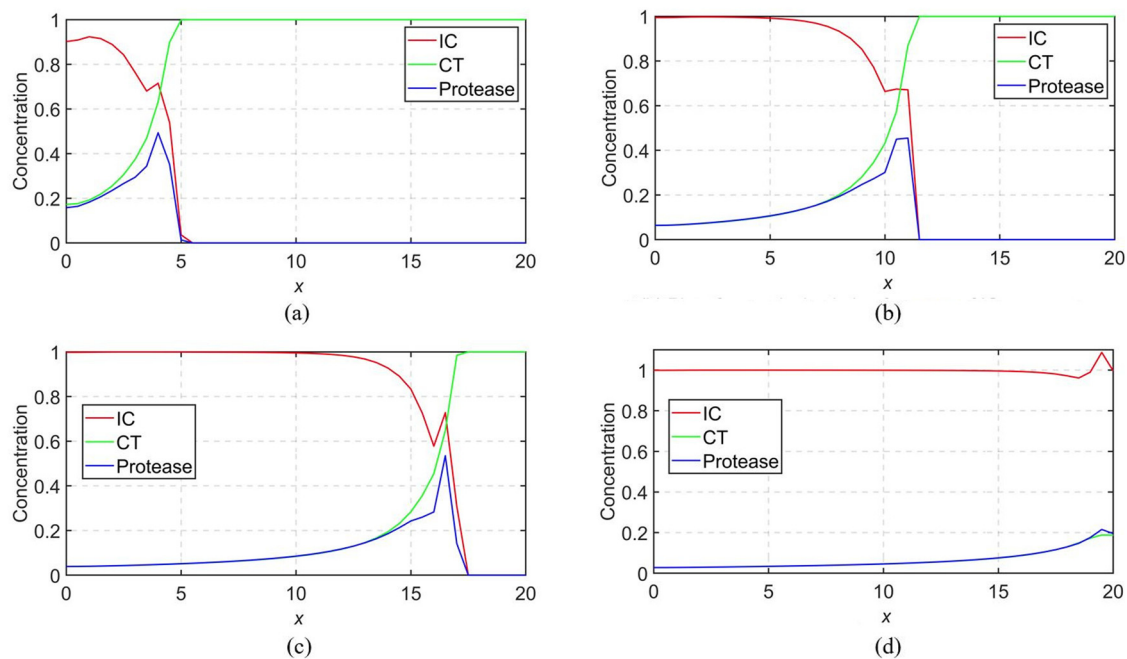 1
0.8
0.6
0.4
0.2
0
Concentration
IC
CT
Protease
0 5 10 15 20
x
(a)
1
0.8
0.6
0.4
0.2
0
Concentration
IC
CT
Protease
0 5 10 15 20
x
(b)
1
0.8
0.6
0.4
0.2
0
Concentration
IC
CT
Protease
0 5 10 15 20
x
(c)
1
0.8
0.6
0.4
0.2
0
Concentration
IC
CT
Protease
0 5 10 15 20
x
(d)